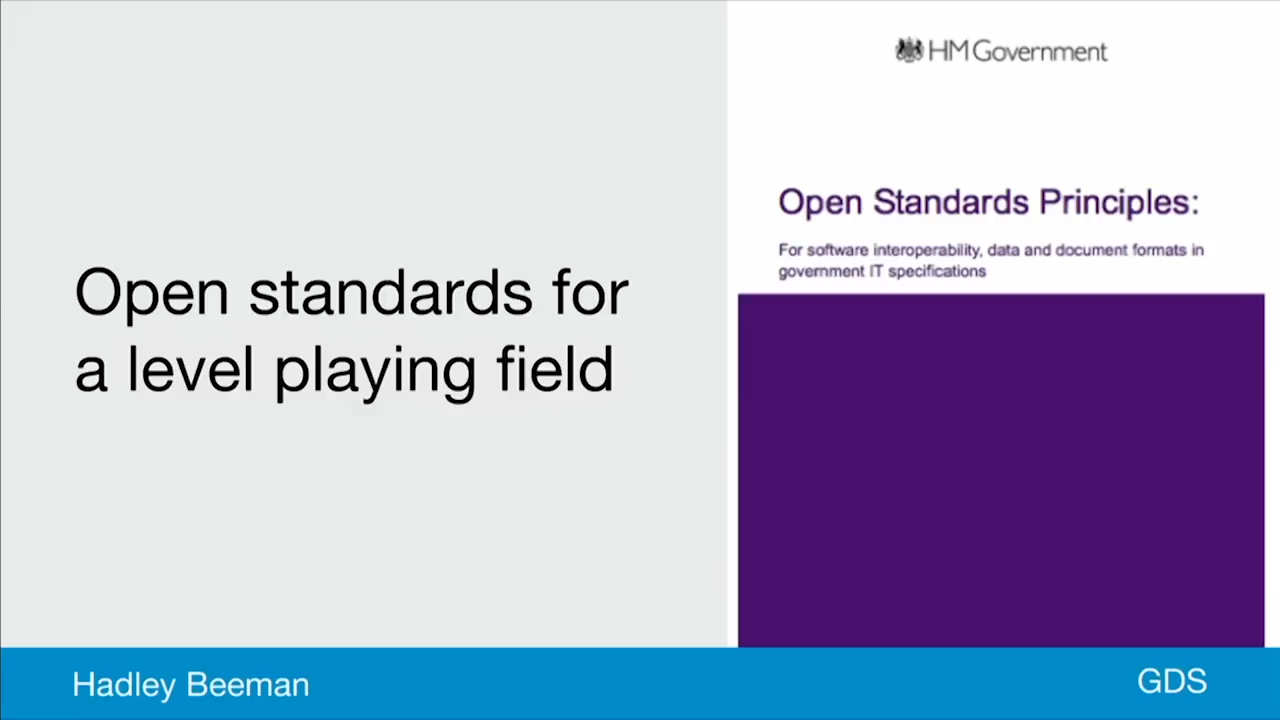 Open standards for
a level playing field
HM Government
Open Standards Principles:
For software interoperability, data and document formats in
government IT specifications
Hadley Beeman
GDS